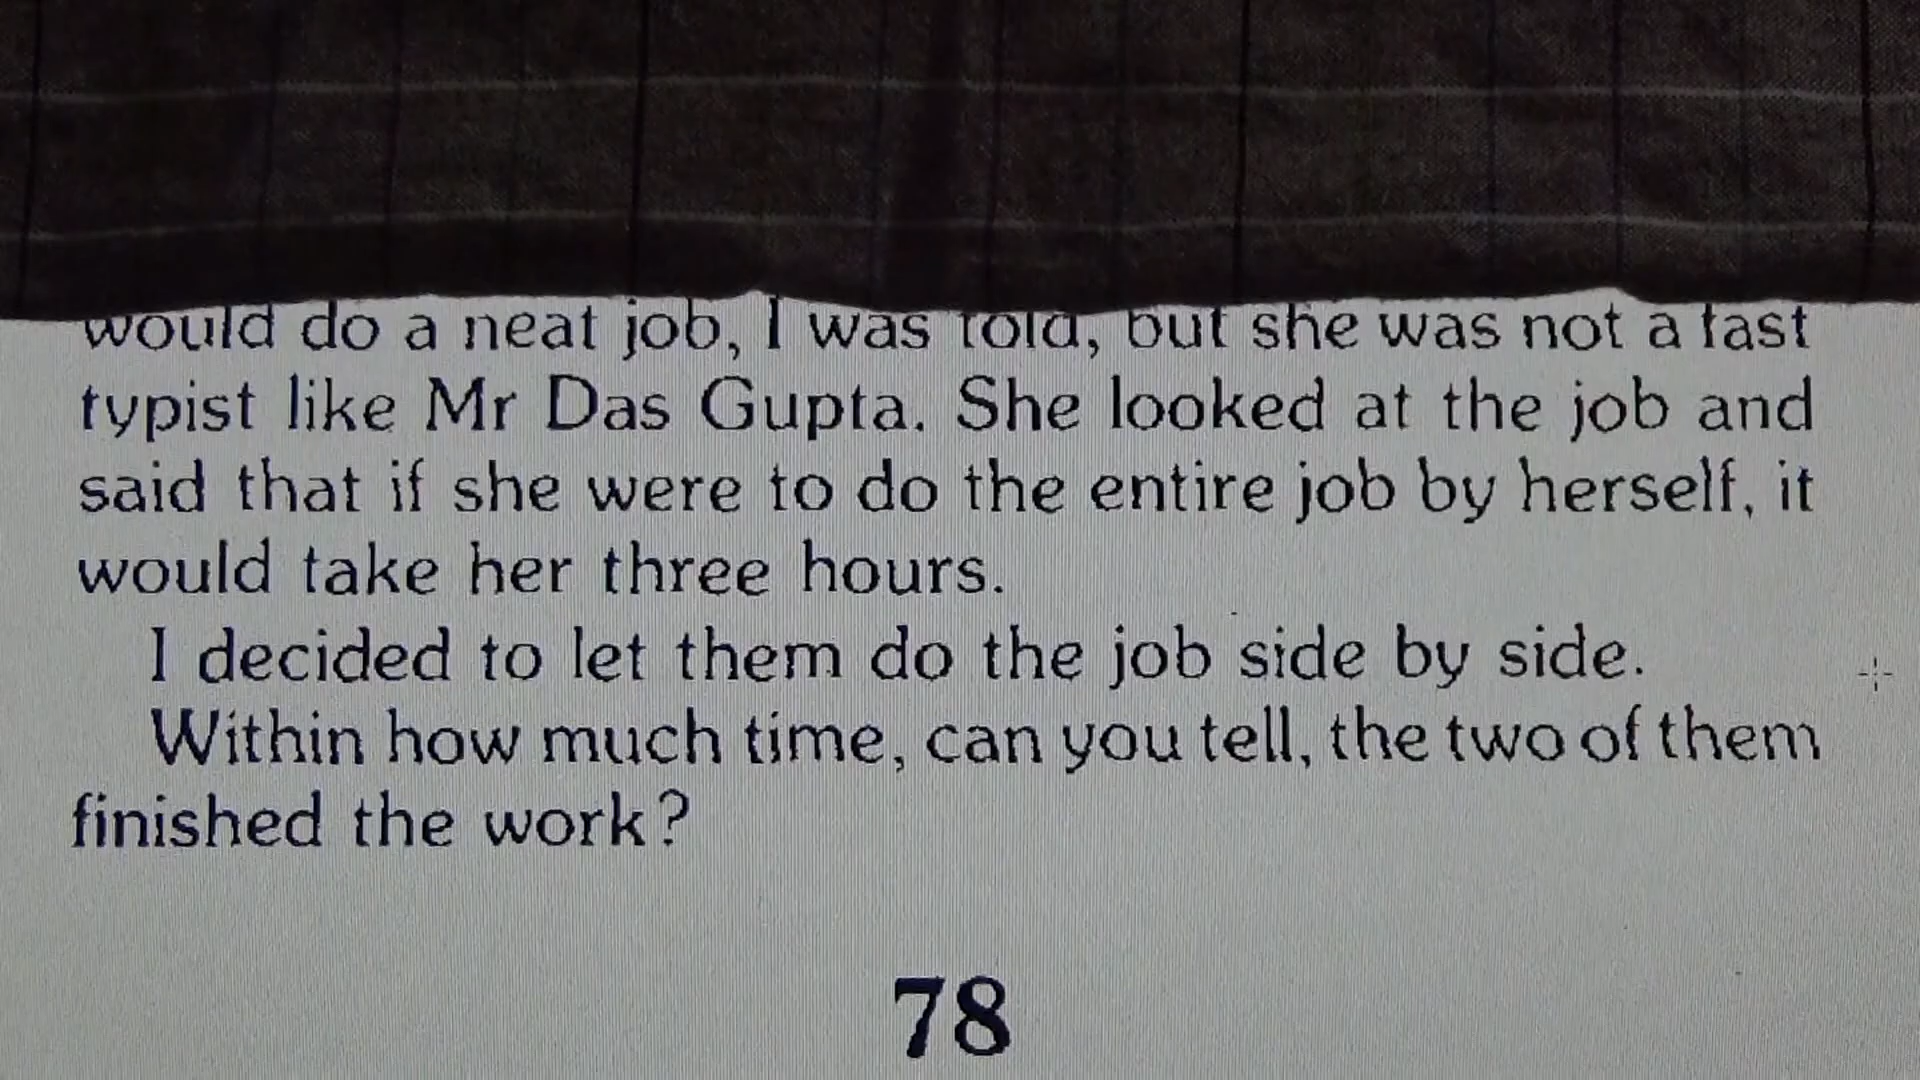 would do a neat job, I was told, but she was not a fast
typist like Mr Das Gupta. She looked at the job and
said that if she were to do the entire job by herself, it
would take her three hours.
I decided to let them do the job side by side.
Within how much time, can you tell, the two of them
finished the work?
78